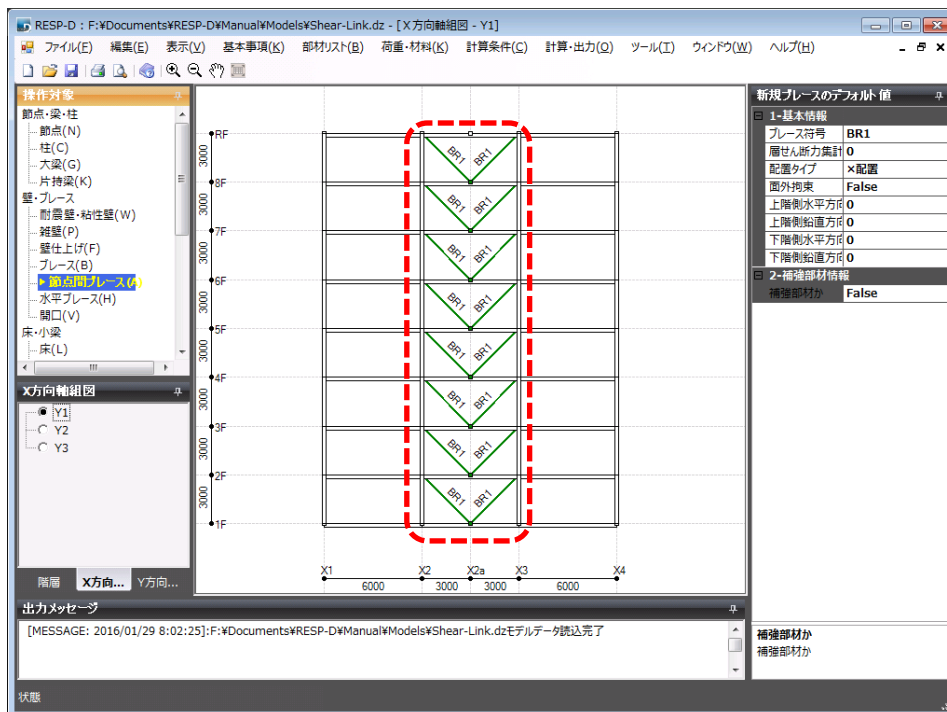 RESP-D : F:¥Documents¥RESP-D¥Manual¥Models¥Shear-Link.dz - [X方向軸組図 - Y1]
ファイル(F) 編集(E) 表示(V) 基本事項(K) 部材リスト(B) 荷重・材料(K) 計算条件(C) 計算・出力(O) ツール(T) ウィンドウ(W) ヘルプ(H)
操作対象
節点・梁・柱
節点(N)
柱(C)
大梁(G)
片持梁(K)
壁・ブレース
耐震壁・粘性壁(W)
雑壁(P)
壁仕上げ(F)
ブレース(B)
節点間ブレース(A)
水平ブレース(H)
開口(V)
床・小梁
床(L)
X方向軸組図
Y1
Y2
Y3
階層 X方向... Y方向...
RF
3000
BR1 BR1
8F
3000
BR1 BR1
7F
3000
BR1 BR1
6F
3000
BR1 BR1
5F
3000
BR1 BR1
4F
3000
BR1 BR1
3F
3000
BR1 BR1
2F
3000
BR1 BR1
1F
X1 X2 X2a X3 X4
6000 3000 3000 6000
新規ブレースのデフォルト値
1-基本情報
ブレース符号 BR1
層せん断力集計 0
配置タイプ ×配置
面外拘束 False
上階側水平方向 0
上階側鉛直方向 0
下階側水平方向 0
下階側鉛直方向 0
2-補強部材情報
補強部材か False
補強部材か
補強部材か
出力メッセージ
[MESSAGE: 2016/01/29 8:02:25]:F:¥Documents¥RESP-D¥Manual¥Models¥Shear-Link.dzモデルデータ読込完了
状態